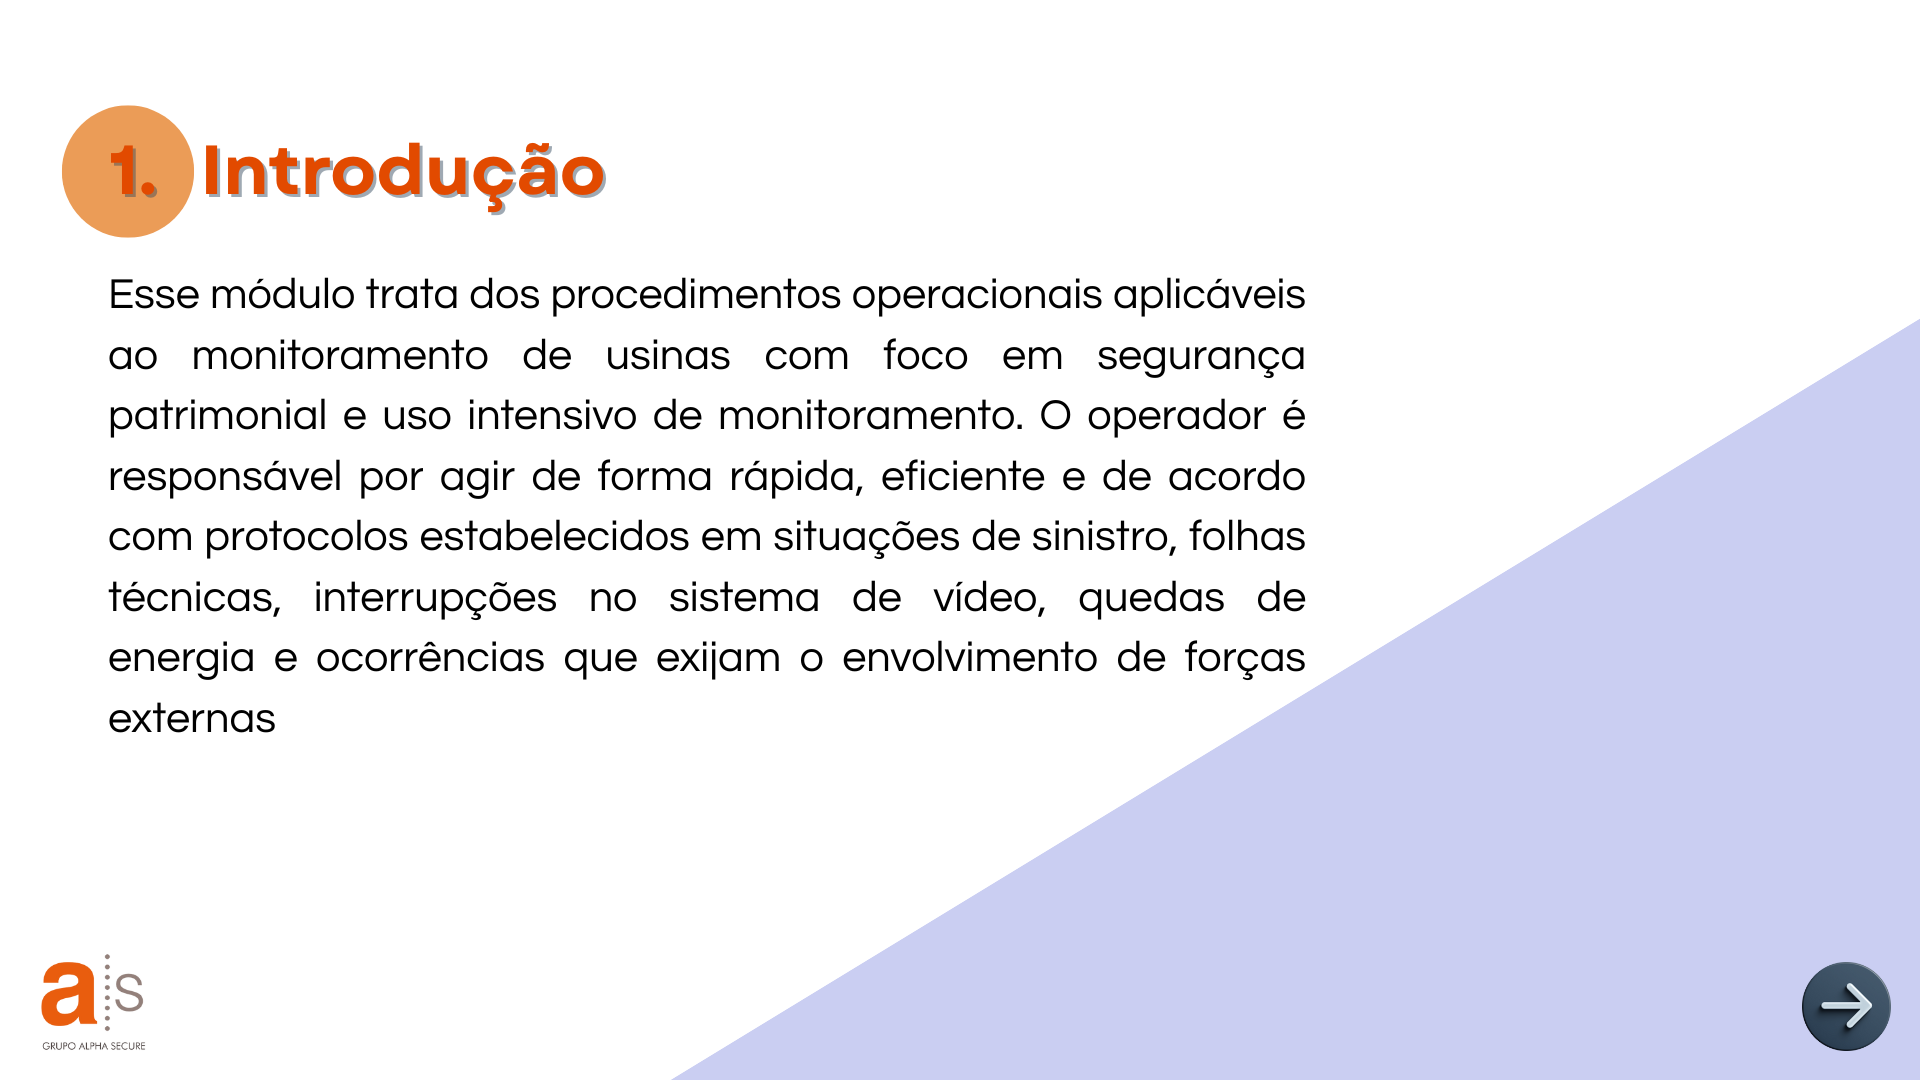 1. Introdução
Esse módulo trata dos procedimentos operacionais aplicáveis
ao monitoramento de usinas com foco em segurança
patrimonial e uso intensivo de monitoramento. O operador é
responsável por agir de forma rápida, eficiente e de acordo
com protocolos estabelecidos em situações de sinistro, folhas
técnicas, interrupções no sistema de vídeo, quedas de
energia e ocorrências que exijam o envolvimento de forças
externas
a s
GRUPO ALPHA SECURE